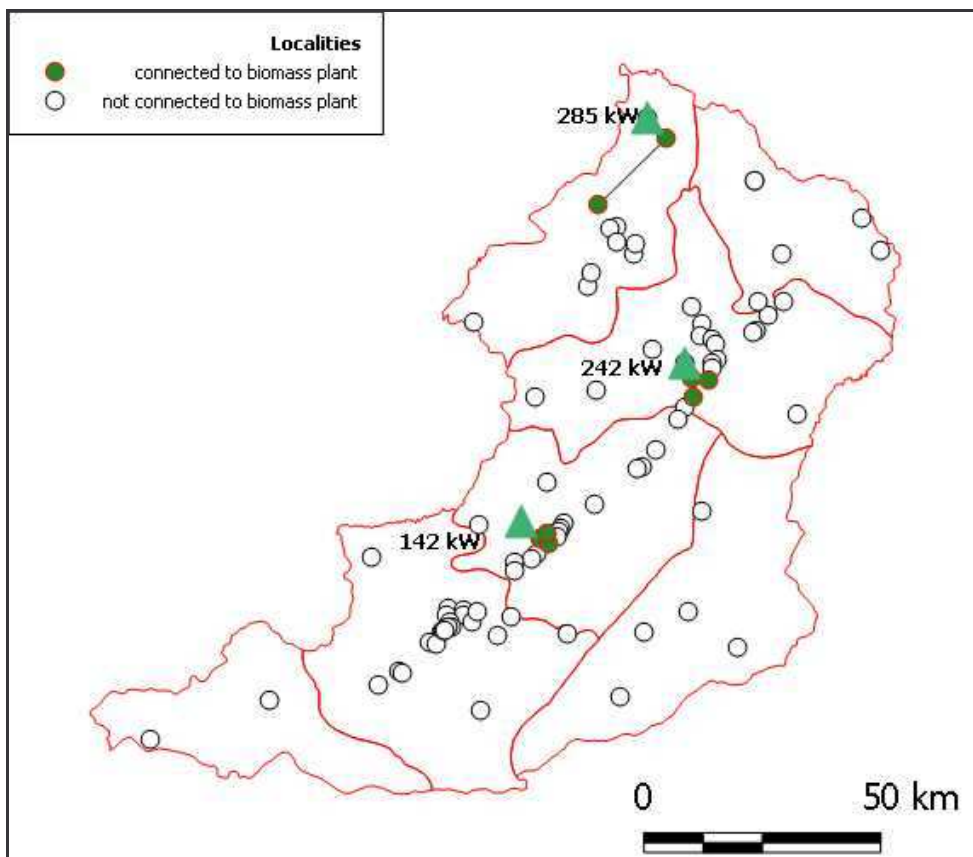 Localities
connected to biomass plant
not connected to biomass plant
285 kW
242 kW
142 kW
0 50 km